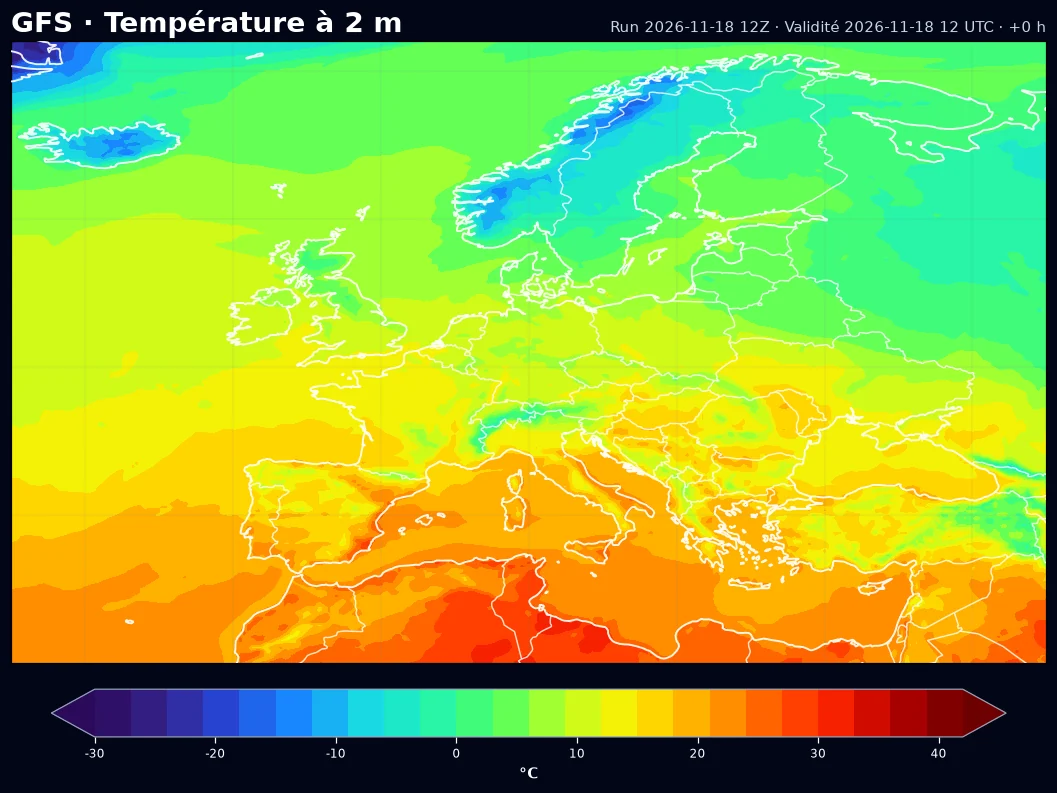 GFS · Température à 2 m
Run 2026-11-18 12Z · Validité 2026-11-18 12 UTC · +0 h
-30 -20 -10 0 10 20 30 40
°C